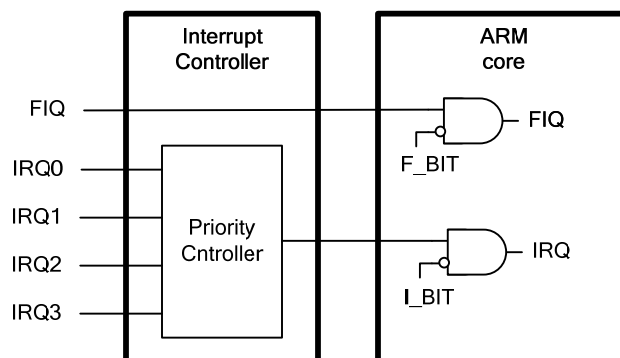 Interrupt
Controller
ARM
core
FIQ
FIQ
F_BIT
IRQ0
IRQ1
Priority
Cntroller
IRQ2
IRQ
I_BIT
IRQ3